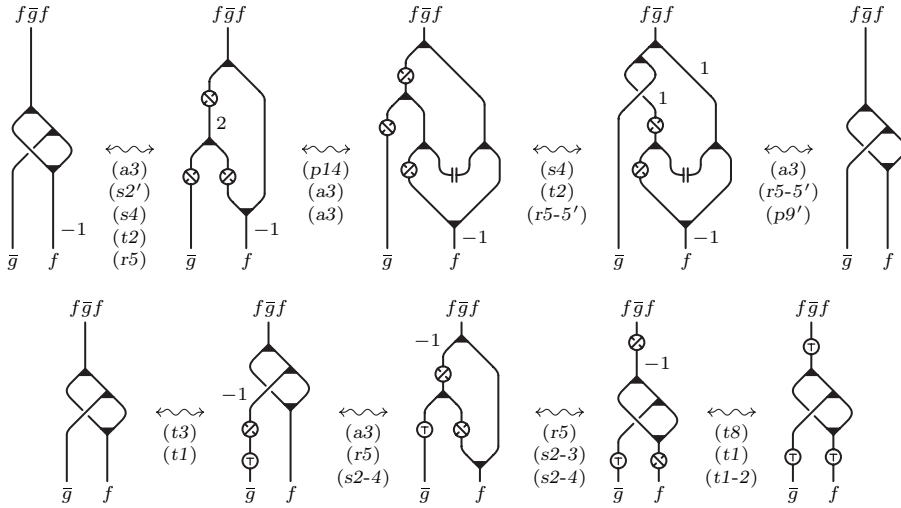 fḡf fḡf fḡf fḡf fḡf
1
2 1
(a3) (p14) (s4) (a3)
(s2′) (a3) (t2) (r5-5′)
(s4) (a3) (r5-5′) (p9′)
(t2)
−1 −1 −1 −1
(r5)
ḡ f ḡ f ḡ f ḡ f ḡ f
fḡf fḡf fḡf fḡf fḡf
−1
T
−1
−1
(t3) (a3) (r5) (t8)
T T T
(t1) (r5) (s2-3) (t1)
T T
(s2-4) (s2-4) (t1-2)
ḡ f ḡ f ḡ f ḡ f ḡ f